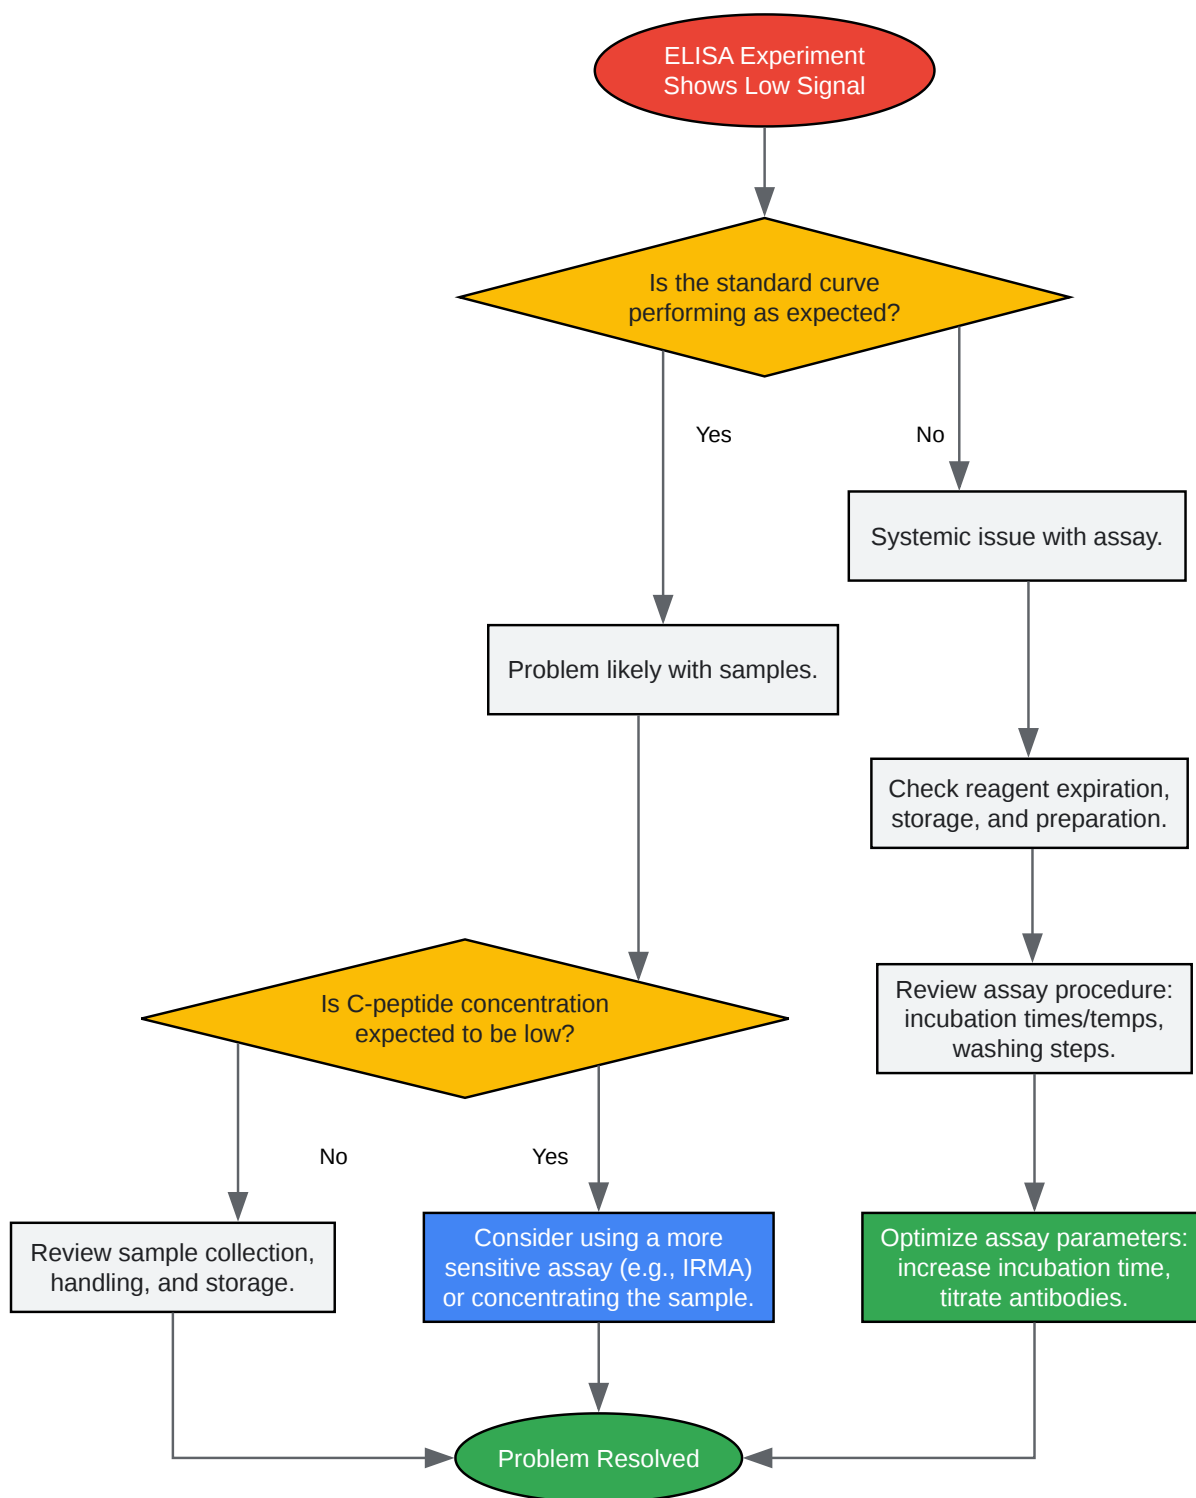 ELISA Experiment
Shows Low Signal
Is the standard curve
performing as expected?
Yes
No
Systemic issue with assay.
Problem likely with samples.
Check reagent expiration,
storage, and preparation.
Is C-peptide concentration
expected to be low?
Review assay procedure:
incubation times/temps,
washing steps.
No
Yes
Review sample collection,
handling, and storage.
Consider using a more
sensitive assay (e.g., IRMA)
or concentrating the sample.
Optimize assay parameters:
increase incubation time,
titrate antibodies.
Problem Resolved